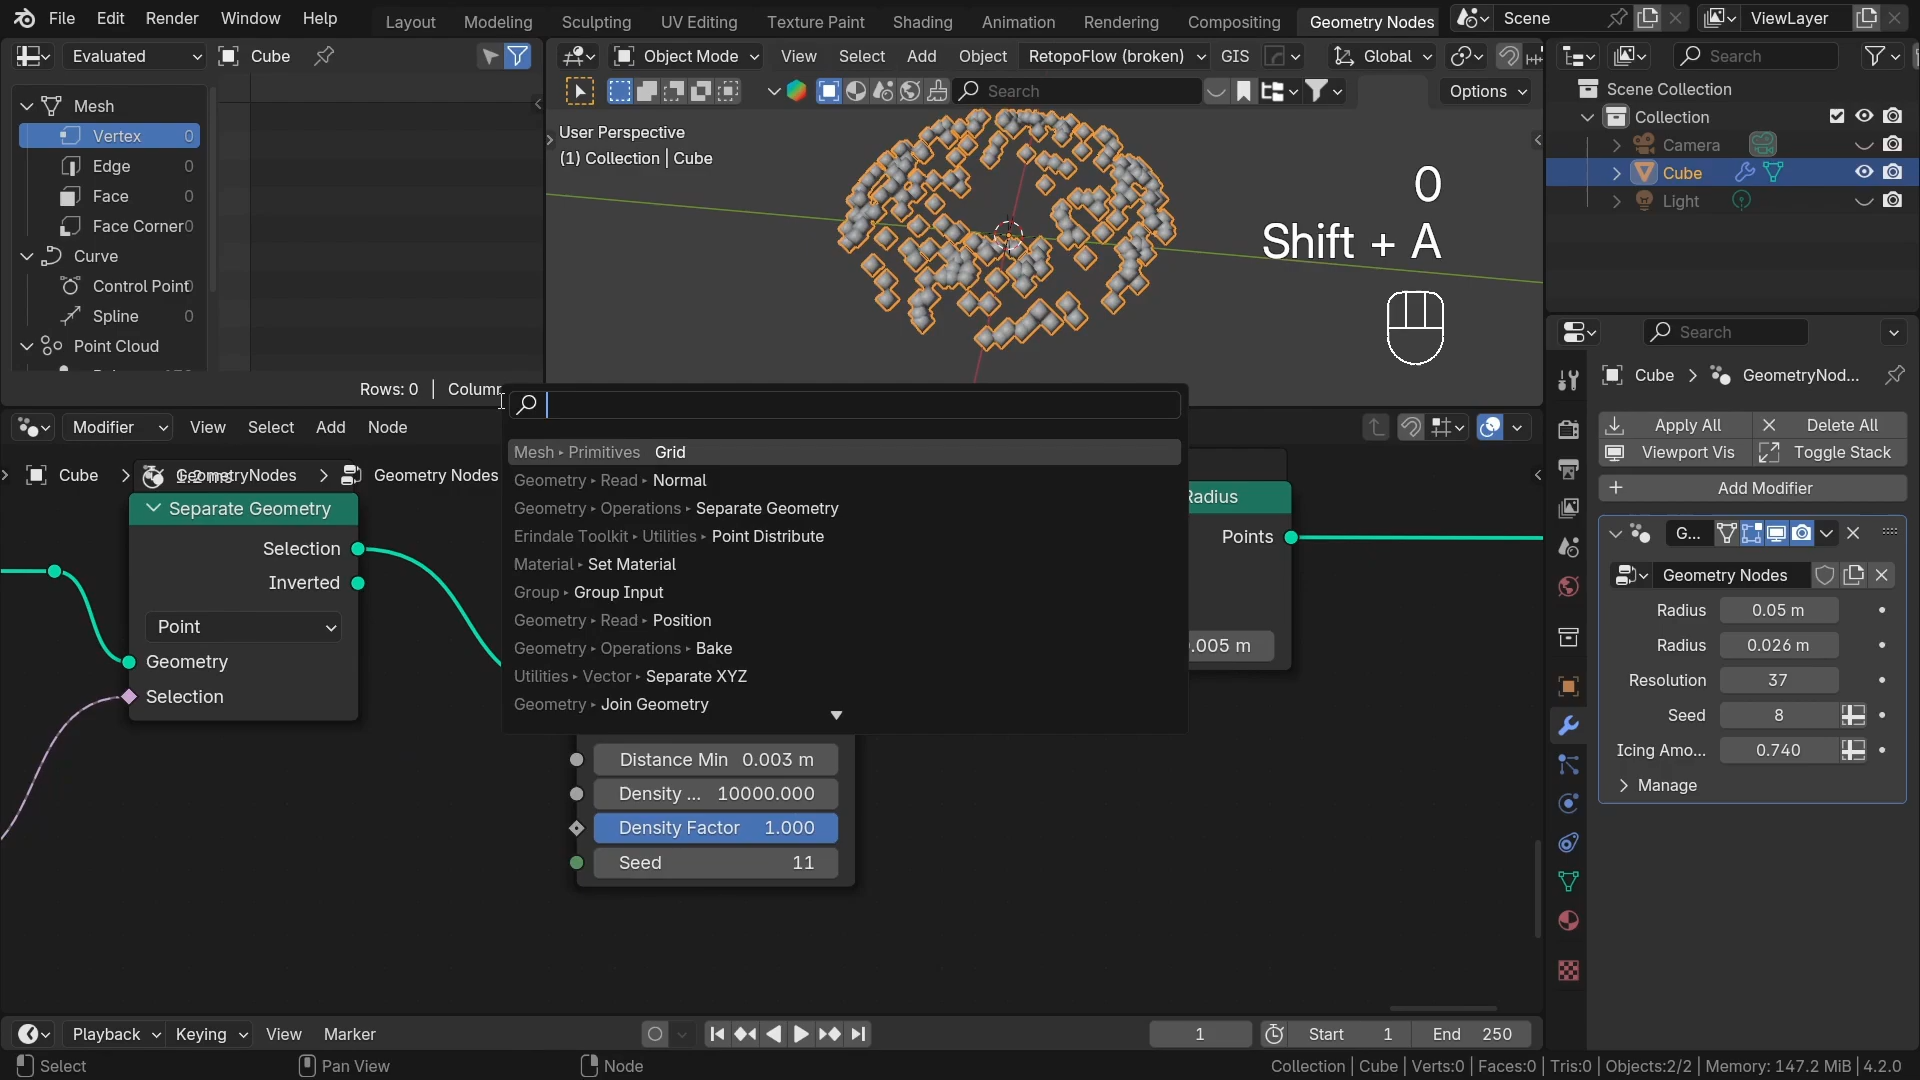 File Edit Render Window Help
Layout Modeling Sculpting UV Editing Texture Paint Shading Animation Rendering Compositing Geometry Nodes
Scene
ViewLayer
Evaluated
Cube
Object Mode View Select Add Object RetopoFlow (broken) GIS
Global
Search
Search
Options
Mesh
Vertex 0
Edge 0
Face 0
Face Corner 0
Curve
Control Point 0
Spline 0
Point Cloud
Rows: 0 | Column
User Perspective
(1) Collection | Cube
0
Shift + A
Scene Collection
Collection
Camera
Cube
Light
Search
Cube > GeometryNod...
Apply All
Delete All
Viewport Vis
Toggle Stack
Add Modifier
G...
Geometry Nodes
Radius 0.05 m
Radius 0.026 m
Resolution 37
Seed 8
Icing Amo... 0.740
Manage
Modifier View Select Add Node
Cube > GeometryNodes > Geometry Nodes
Separate Geometry
Selection
Inverted
Point
Geometry
Selection
Mesh ▸ Primitives Grid
Geometry ▸ Read ▸ Normal
Geometry ▸ Operations ▸ Separate Geometry
Erindale Toolkit ▸ Utilities ▸ Point Distribute
Material ▸ Set Material
Group ▸ Group Input
Geometry ▸ Read ▸ Position
Geometry ▸ Operations ▸ Bake
Utilities ▸ Vector ▸ Separate XYZ
Geometry ▸ Join Geometry
Radius
Points
.005 m
Distance Min 0.003 m
Density ... 10000.000
Density Factor 1.000
Seed 11
Playback Keying View Marker
1
Start 1
End 250
Select
Pan View
Node
Collection | Cube | Verts:0 | Faces:0 | Tris:0 | Objects:2/2 | Memory: 147.2 MiB | 4.2.0